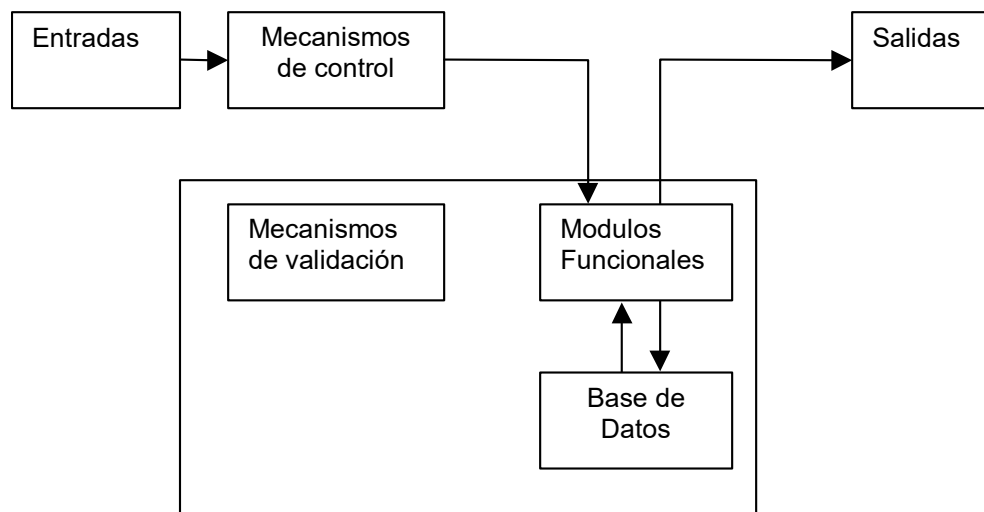 Entradas
Mecanismos
de control
Salidas
Mecanismos
de validación
Modulos
Funcionales
Base de
Datos